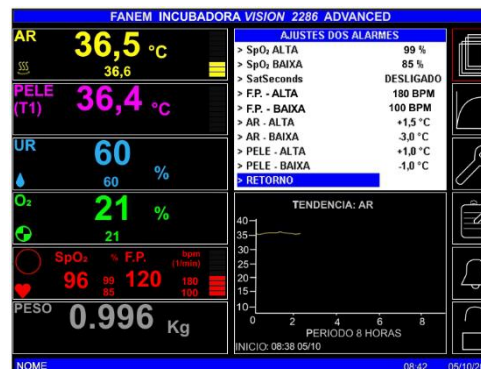 FANEM INCUBADORA VISION 2286 ADVANCED
AR
36,5 °C
36,6
PELE
(T1)
36,4 °C
UR
60 %
60
O₂
21 %
21
SpO₂ % F.P. bpm
(1/min)
96 99 120 180
85 100
PESO
0.996 Kg
AJUSTES DOS ALARMES
> SpO₂ ALTA 99 %
> SpO₂ BAIXA 85 %
> SatSeconds DESLIGADO
> F.P. - ALTA 180 BPM
> F.P. - BAIXA 100 BPM
> AR - ALTA +1,5 °C
> AR - BAIXA -3,0 °C
> PELE - ALTA +1,0 °C
> PELE - BAIXA -1,0 °C
> RETORNO
TENDENCIA: AR
40
35
30
25
20
15
10
0 2 4 6 8
PERIODO 8 HORAS
INICIO: 08:38 05/10
NOME 08:42 05/10/20